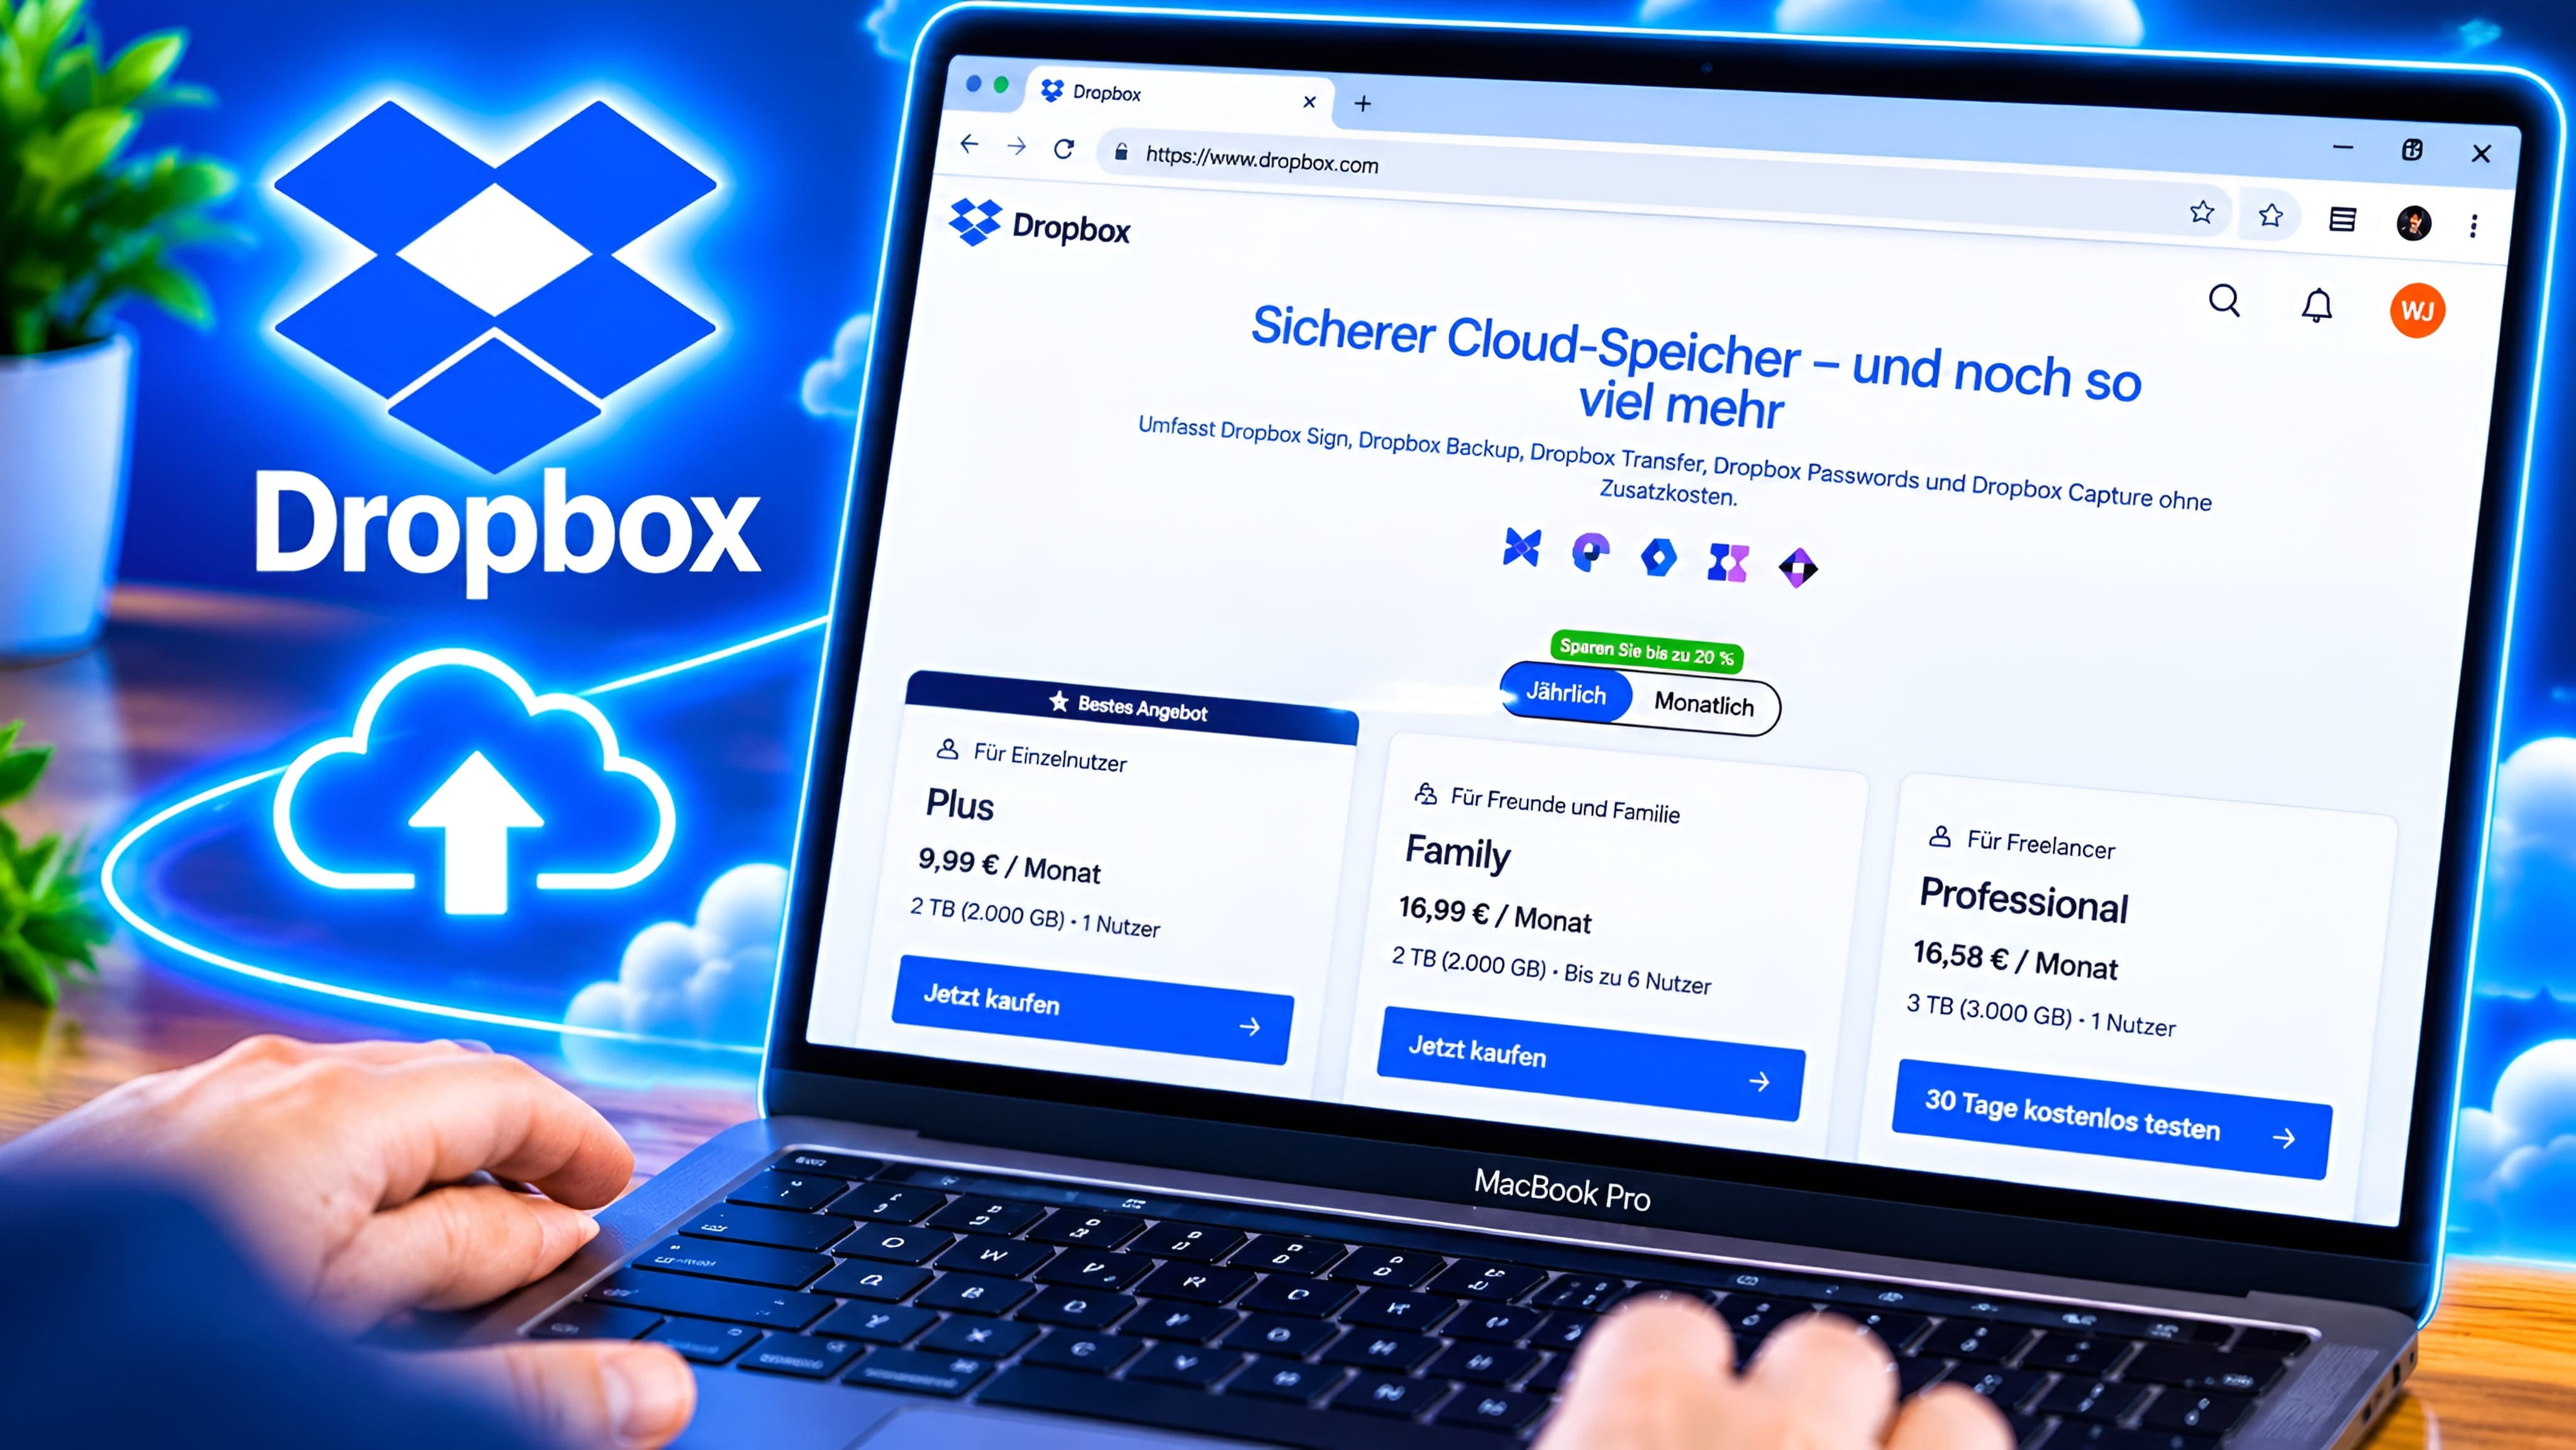 Dropbox
Dropbox
https://www.dropbox.com
Dropbox
WJ
Sicherer Cloud-Speicher – und noch so
viel mehr
Umfasst Dropbox Sign, Dropbox Backup, Dropbox Transfer, Dropbox Passwords und Dropbox Capture ohne
Zusatzkosten.
Sparen Sie bis zu 20 %
Jährlich
Monatlich
Bestes Angebot
Für Einzelnutzer
Plus
9,99 € / Monat
2 TB (2.000 GB) • 1 Nutzer
Jetzt kaufen
Für Freunde und Familie
Family
16,99 € / Monat
2 TB (2.000 GB) • Bis zu 6 Nutzer
Jetzt kaufen
Für Freelancer
Professional
16,58 € / Monat
3 TB (3.000 GB) • 1 Nutzer
30 Tage kostenlos testen
MacBook Pro